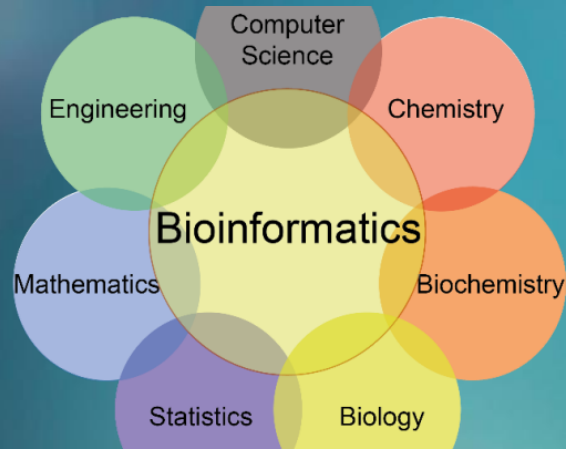 Computer
Science
Engineering
Chemistry
Bioinformatics
Mathematics
Biochemistry
Statistics
Biology